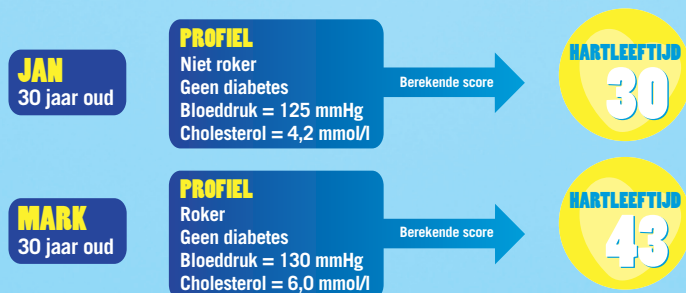 JAN
30 jaar oud
PROFIEL
Niet roker
Geen diabetes
Bloeddruk = 125 mmHg
Cholesterol = 4,2 mmol/l
Berekende score
HARTLEEFTIJD
30
MARK
30 jaar oud
PROFIEL
Roker
Geen diabetes
Bloeddruk = 130 mmHg
Cholesterol = 6,0 mmol/l
Berekende score
HARTLEEFTIJD
43